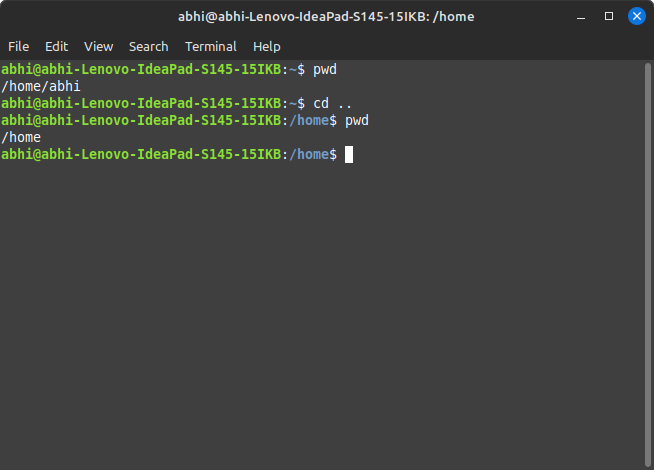 abhi@abhi-Lenovo-IdeaPad-S145-15IKB: /home
File Edit View Search Terminal Help
abhi@abhi-Lenovo-IdeaPad-S145-15IKB:~$ pwd
/home/abhi
abhi@abhi-Lenovo-IdeaPad-S145-15IKB:~$ cd ..
abhi@abhi-Lenovo-IdeaPad-S145-15IKB:/home$ pwd
/home
abhi@abhi-Lenovo-IdeaPad-S145-15IKB:/home$